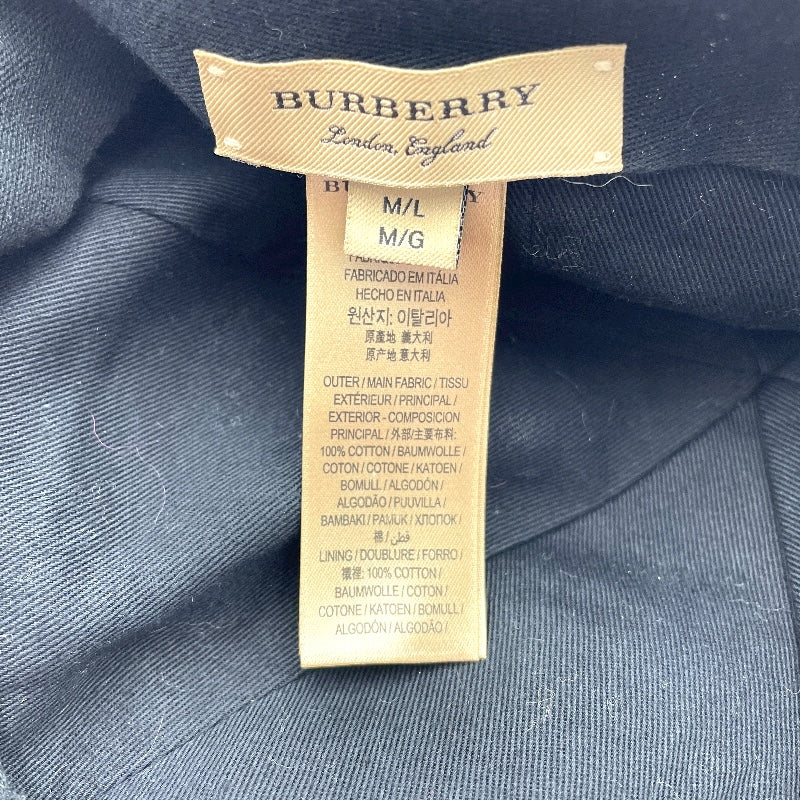 BURBERRY
London, England
M/L
M/G
FABRICADO EM ITÁLIA
HECHO EN ITALIA
원산지: 이탈리아
原產地 義大利
原产地 意大利
OUTER / MAIN FABRIC / TISSU
EXTÉRIEUR / PRINCIPAL /
EXTERIOR - COMPOSICION
PRINCIPAL / 外部/主要布料:
100% COTTON / BAUMWOLLE /
COTON / COTONE / KATOEN /
BOMULL / ALGODÓN /
ALGODÃO / PUUVILLA /
BAMBAKI / PAMUK / ХЛОПОК /
棉 / قطن /
LINING / DOUBLURE / FORRO /
襯裡: 100% COTTON /
BAUMWOLLE / COTON /
COTONE / KATOEN / BOMULL /
ALGODÓN / ALGODÃO /